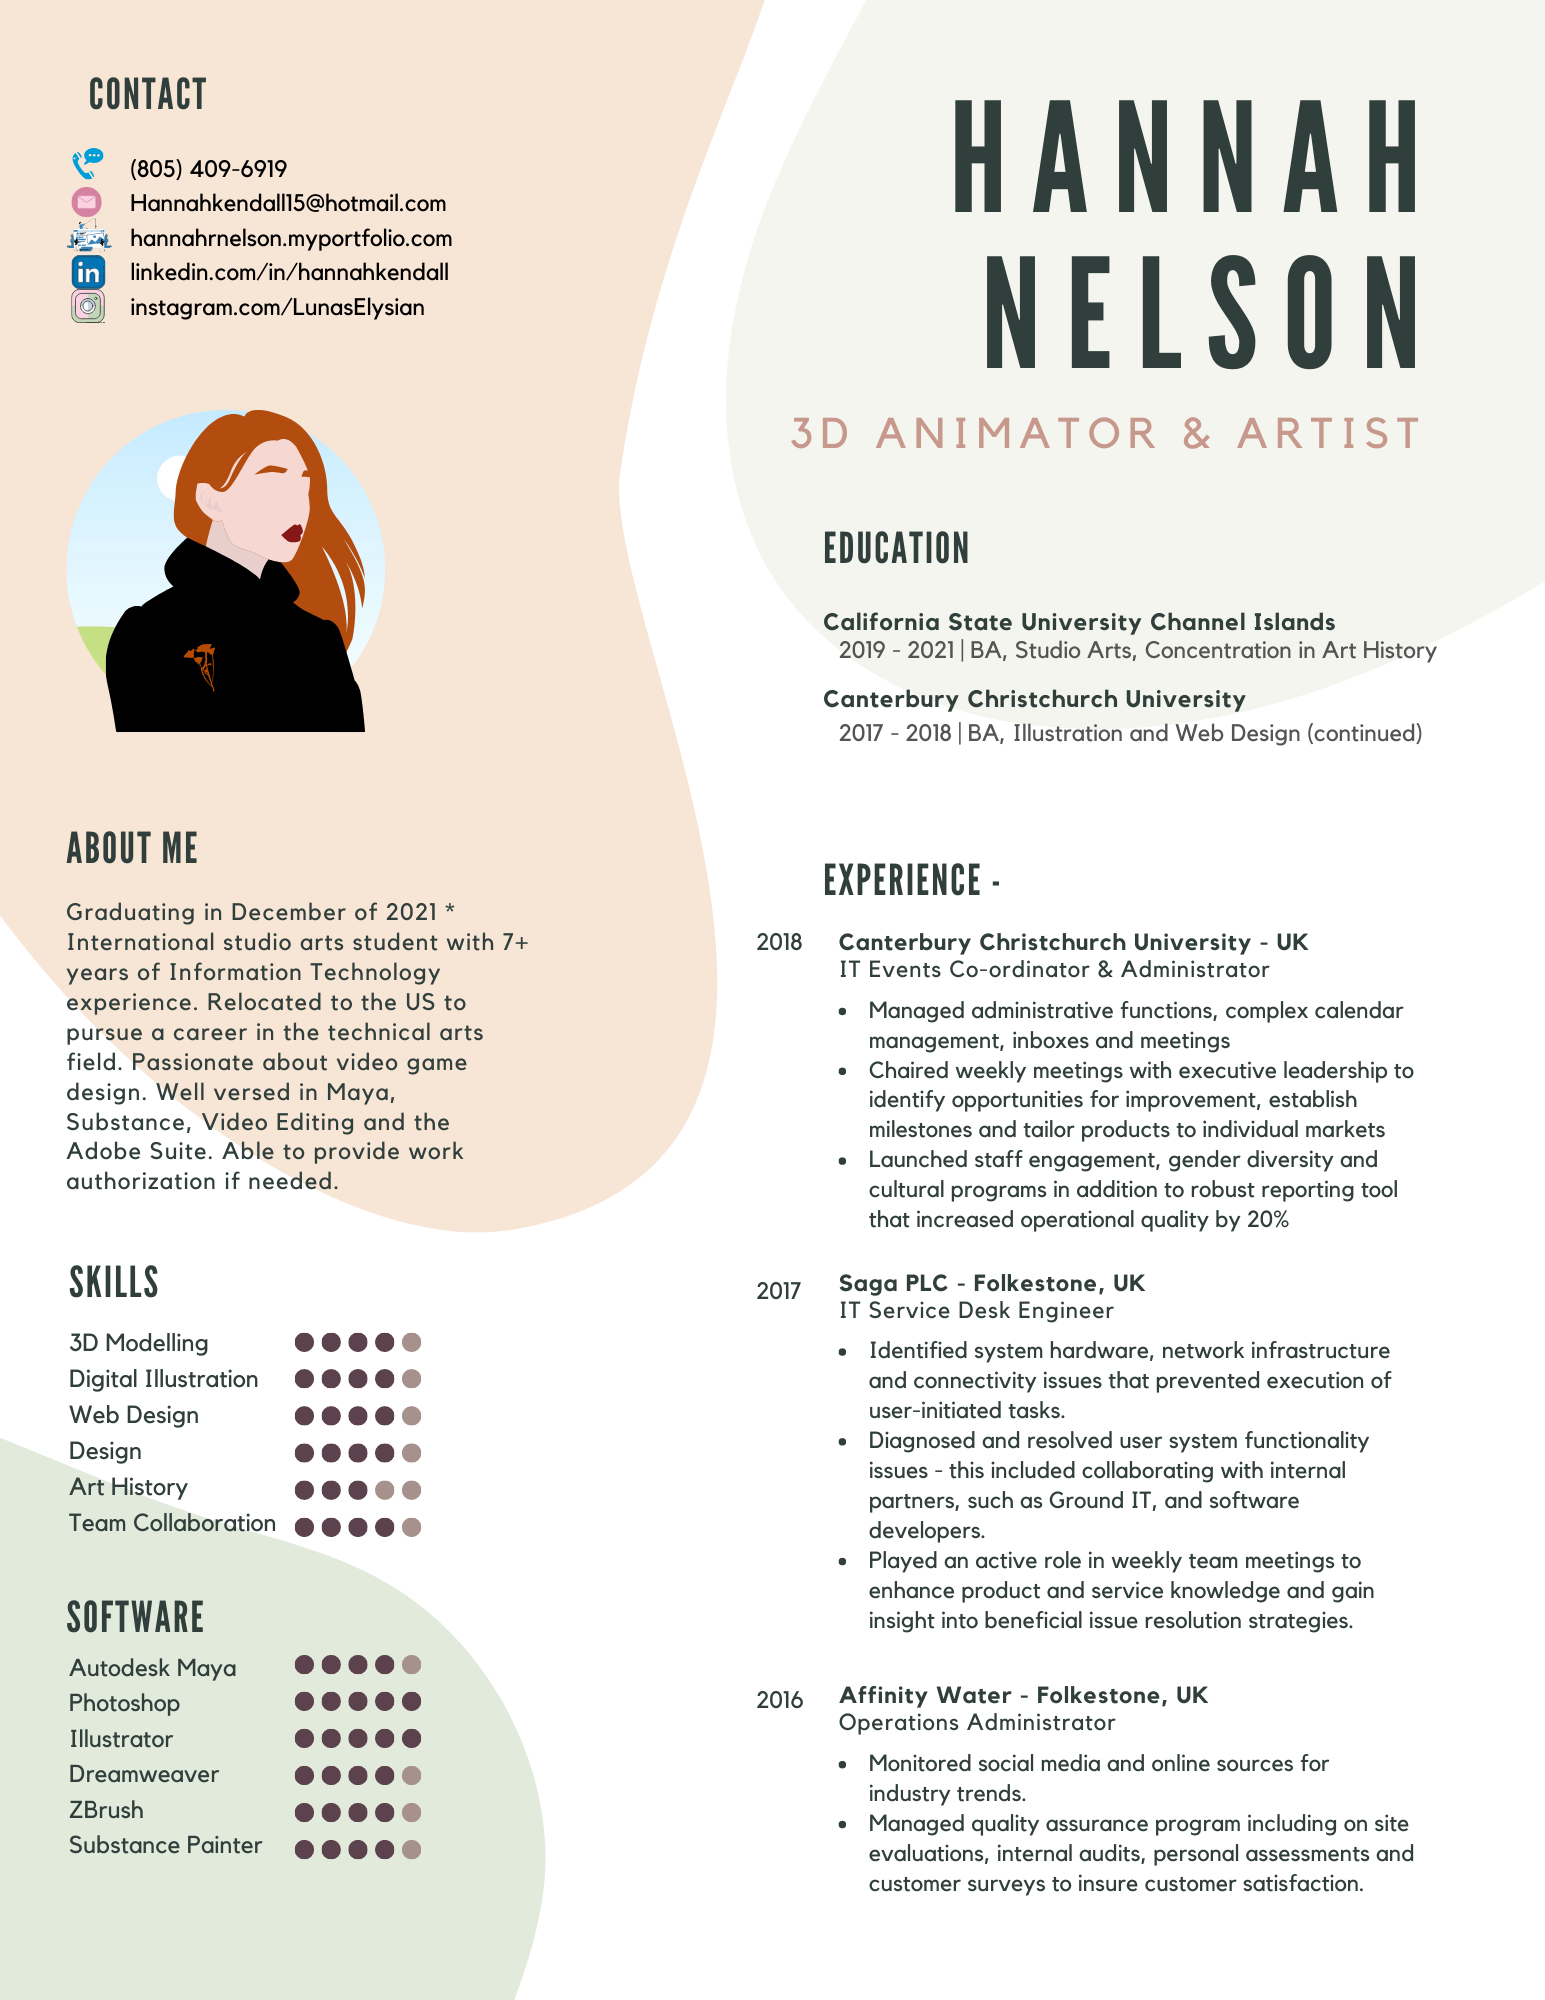 CONTACT
(805) 409-6919
Hannahkendall15@hotmail.com
hannahrnelson.myportfolio.com
in
linkedin.com/in/hannahkendall
instagram.com/LunasElysian
ABOUT ME
Graduating in December of 2021 *
International studio arts student with 7+
years of Information Technology
experience. Relocated to the US to
pursue a career in the technical arts
field. Passionate about video game
design. Well versed in Maya,
Substance, Video Editing and the
Adobe Suite. Able to provide work
authorization if needed.
SKILLS
3D Modelling
Digital Illustration
Web Design
Design
Art History
Team Collaboration
SOFTWARE
Autodesk Maya
Photoshop
Illustrator
Dreamweaver
ZBrush
Substance Painter
HANNAH
NELSON
3D ANIMATOR & ARTIST
EDUCATION
California State University Channel Islands
2019 - 2021 | BA, Studio Arts, Concentration in Art History
Canterbury Christchurch University
2017 - 2018 | BA, Illustration and Web Design (continued)
EXPERIENCE -
2018 Canterbury Christchurch University - UK
IT Events Co-ordinator & Administrator
• Managed administrative functions, complex calendar
management, inboxes and meetings
• Chaired weekly meetings with executive leadership to
identify opportunities for improvement, establish
milestones and tailor products to individual markets
• Launched staff engagement, gender diversity and
cultural programs in addition to robust reporting tool
that increased operational quality by 20%
2017 Saga PLC - Folkestone, UK
IT Service Desk Engineer
• Identified system hardware, network infrastructure
and connectivity issues that prevented execution of
user-initiated tasks.
• Diagnosed and resolved user system functionality
issues - this included collaborating with internal
partners, such as Ground IT, and software
developers.
• Played an active role in weekly team meetings to
enhance product and service knowledge and gain
insight into beneficial issue resolution strategies.
2016 Affinity Water - Folkestone, UK
Operations Administrator
• Monitored social media and online sources for
industry trends.
• Managed quality assurance program including on site
evaluations, internal audits, personal assessments and
customer surveys to insure customer satisfaction.